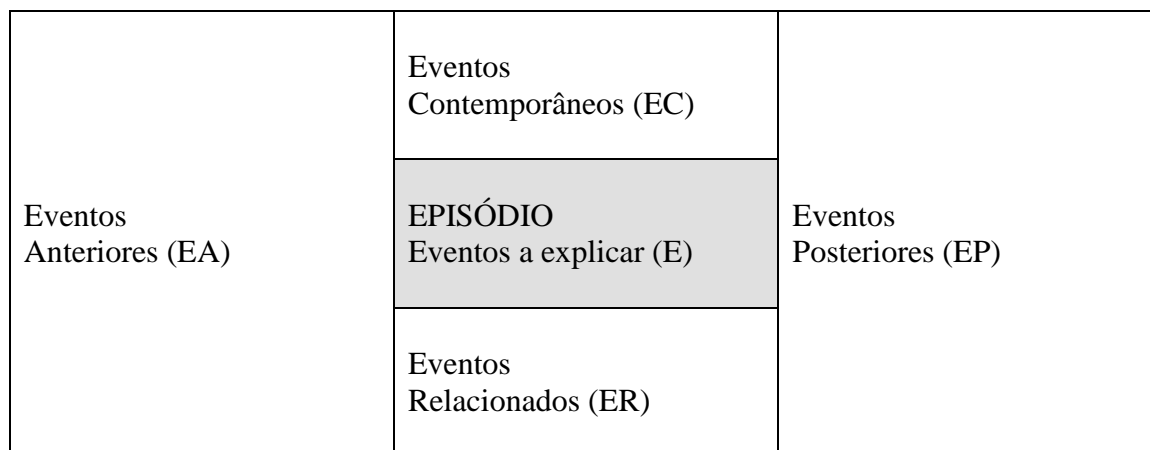 Eventos
Anteriores (EA)
Eventos
Contemporâneos (EC)
EPISÓDIO
Eventos a explicar (E)
Eventos
Relacionados (ER)
Eventos
Posteriores (EP)